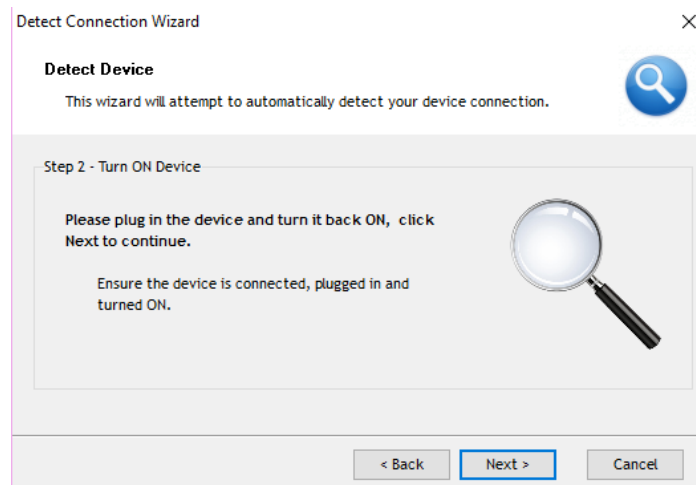 Detect Connection Wizard
Detect Device
This wizard will attempt to automatically detect your device connection.
Step 2 - Turn ON Device
Please plug in the device and turn it back ON, click
Next to continue.
Ensure the device is connected, plugged in and
turned ON.
< Back
Next >
Cancel